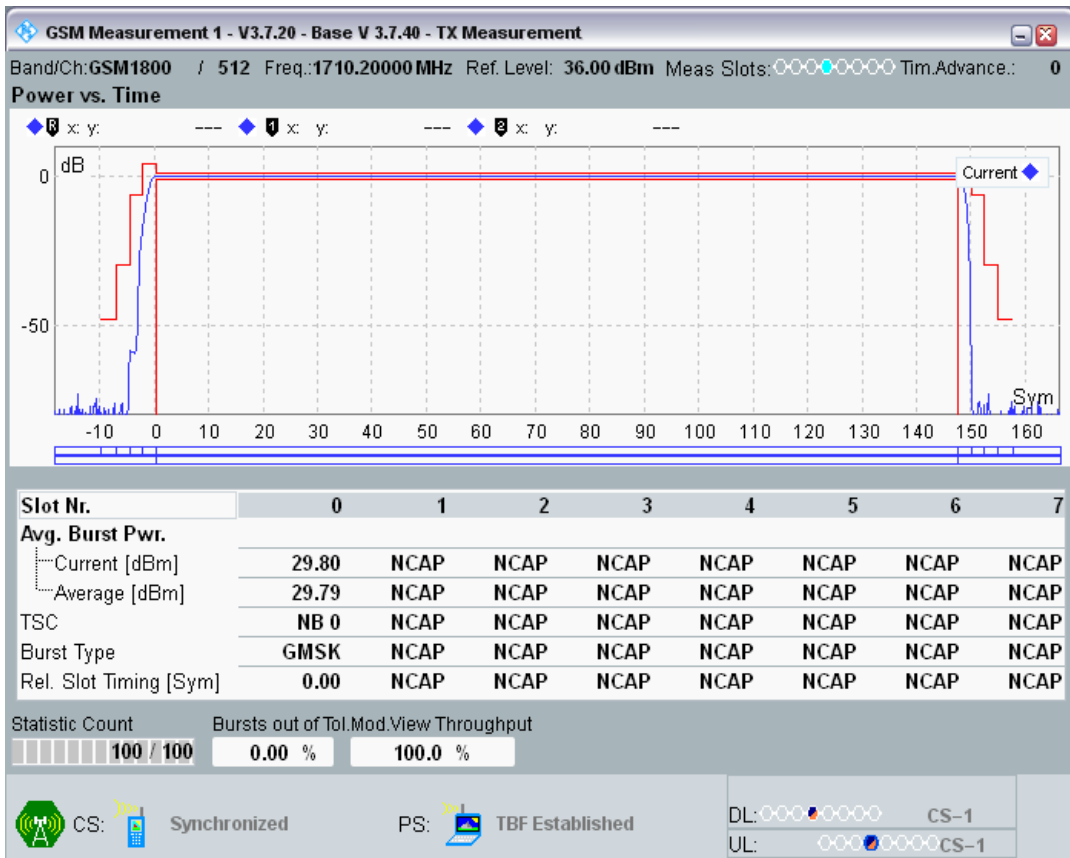 GSM Measurement 1 - V3.7.20 - Base V 3.7.40 - TX Measurement
Band/Ch:GSM1800 / 512 Freq.:1710.20000 MHz Ref. Level: 36.00 dBm Meas Slots: Tim.Advance.: 0
Power vs. Time
R x: y: --- 1 x: y: --- 2 x: y: ---
dB
Current
0
-50
Sym
-10 0 10 20 30 40 50 60 70 80 90 100 110 120 130 140 150 160
Slot Nr. 0 1 2 3 4 5 6 7
Avg. Burst Pwr.
Current [dBm] 29.80 NCAP NCAP NCAP NCAP NCAP NCAP NCAP
Average [dBm] 29.79 NCAP NCAP NCAP NCAP NCAP NCAP NCAP
TSC NB 0 NCAP NCAP NCAP NCAP NCAP NCAP NCAP
Burst Type GMSK NCAP NCAP NCAP NCAP NCAP NCAP NCAP
Rel. Slot Timing [Sym] 0.00 NCAP NCAP NCAP NCAP NCAP NCAP NCAP
Statistic Count Bursts out of Tol.Mod.View Throughput
100 / 100 0.00 % 100.0 %
CS: Synchronized PS: TBF Established
DL: CS-1
UL: CS-1